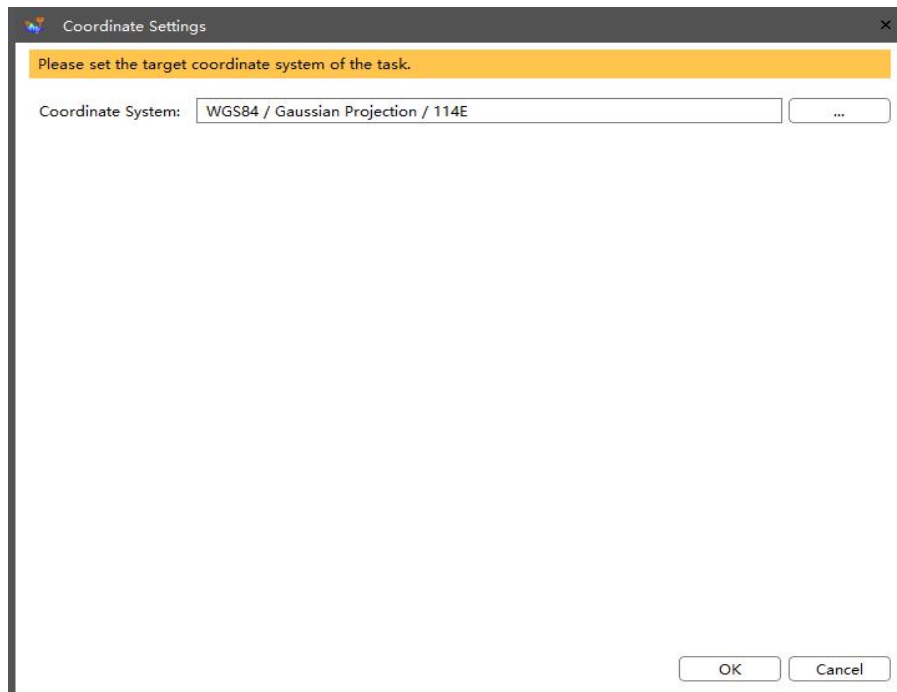 Coordinate Settings ×
Please set the target coordinate system of the task.
Coordinate System: WGS84 / Gaussian Projection / 114E ...
OK Cancel